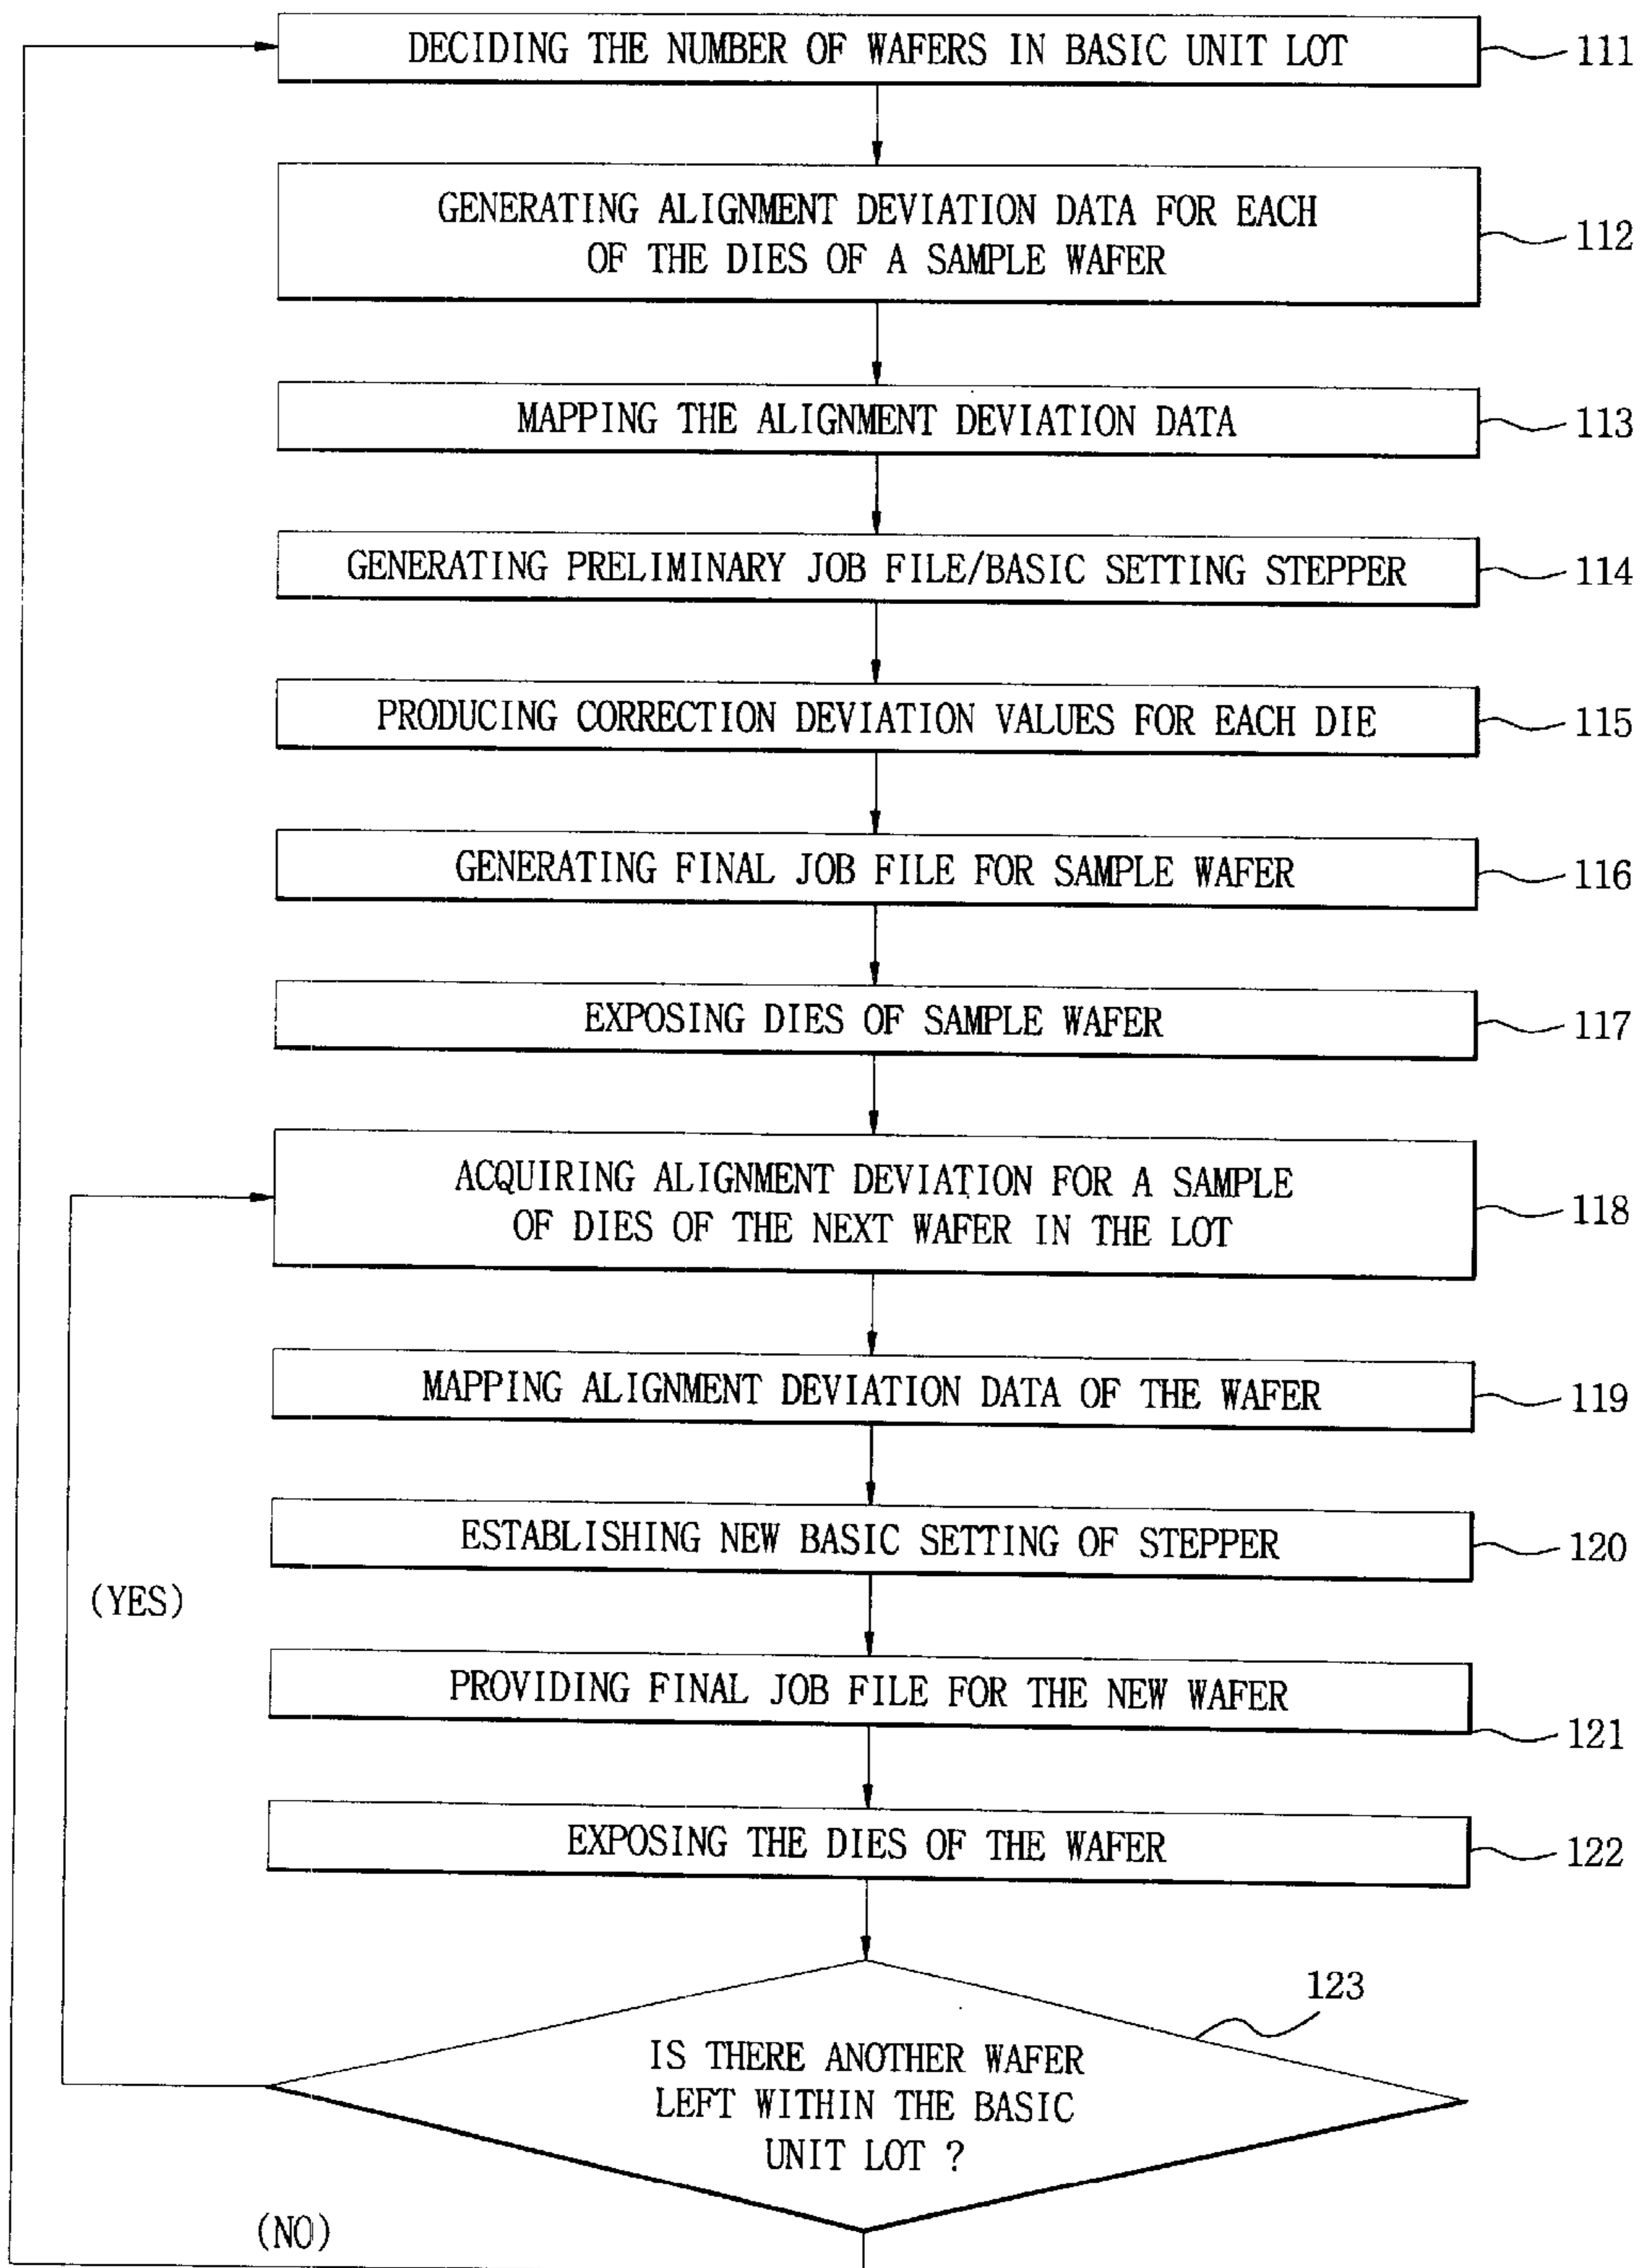 DECIDING THE NUMBER OF WAFERS IN BASIC UNIT LOT
111
GENERATING ALIGNMENT DEVIATION DATA FOR EACH
OF THE DIES OF A SAMPLE WAFER
112
MAPPING THE ALIGNMENT DEVIATION DATA
113
GENERATING PRELIMINARY JOB FILE/BASIC SETTING STEPPER
114
PRODUCING CORRECTION DEVIATION VALUES FOR EACH DIE
115
GENERATING FINAL JOB FILE FOR SAMPLE WAFER
116
EXPOSING DIES OF SAMPLE WAFER
117
ACQUIRING ALIGNMENT DEVIATION FOR A SAMPLE
OF DIES OF THE NEXT WAFER IN THE LOT
118
MAPPING ALIGNMENT DEVIATION DATA OF THE WAFER
119
ESTABLISHING NEW BASIC SETTING OF STEPPER
120
(YES)
PROVIDING FINAL JOB FILE FOR THE NEW WAFER
121
EXPOSING THE DIES OF THE WAFER
122
123
IS THERE ANOTHER WAFER
LEFT WITHIN THE BASIC
UNIT LOT ?
(NO)